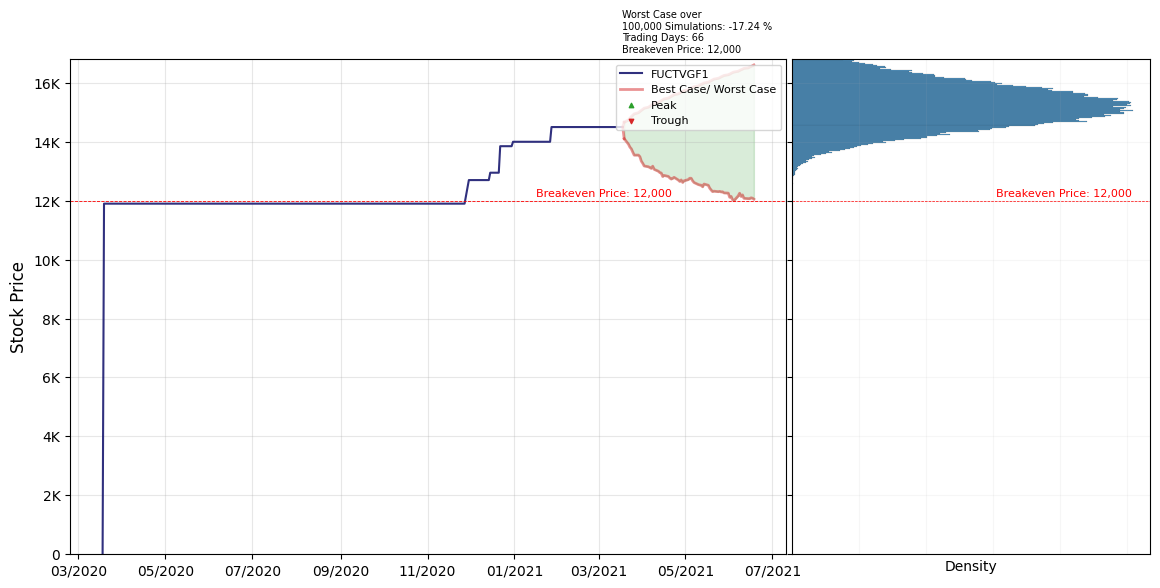 Worst Case over
100,000 Simulations: -17.24 %
Trading Days: 66
Breakeven Price: 12,000
FUCTVGF1
Best Case/ Worst Case
Peak
Trough
Breakeven Price: 12,000
Breakeven Price: 12,000
Stock Price
16K
14K
12K
10K
8K
6K
4K
2K
0
03/2020
05/2020
07/2020
09/2020
11/2020
01/2021
03/2021
05/2021
07/2021
Density